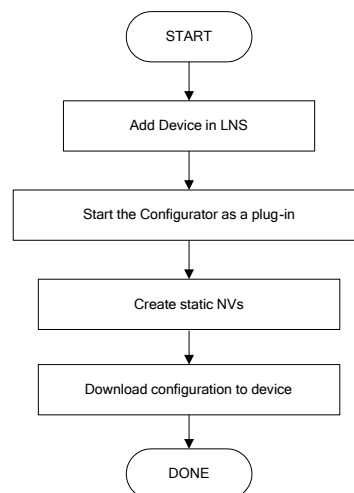 START
Add Device in LNS
Start the Configurator as a plug-in
Create static NVs
Download configuration to device
DONE